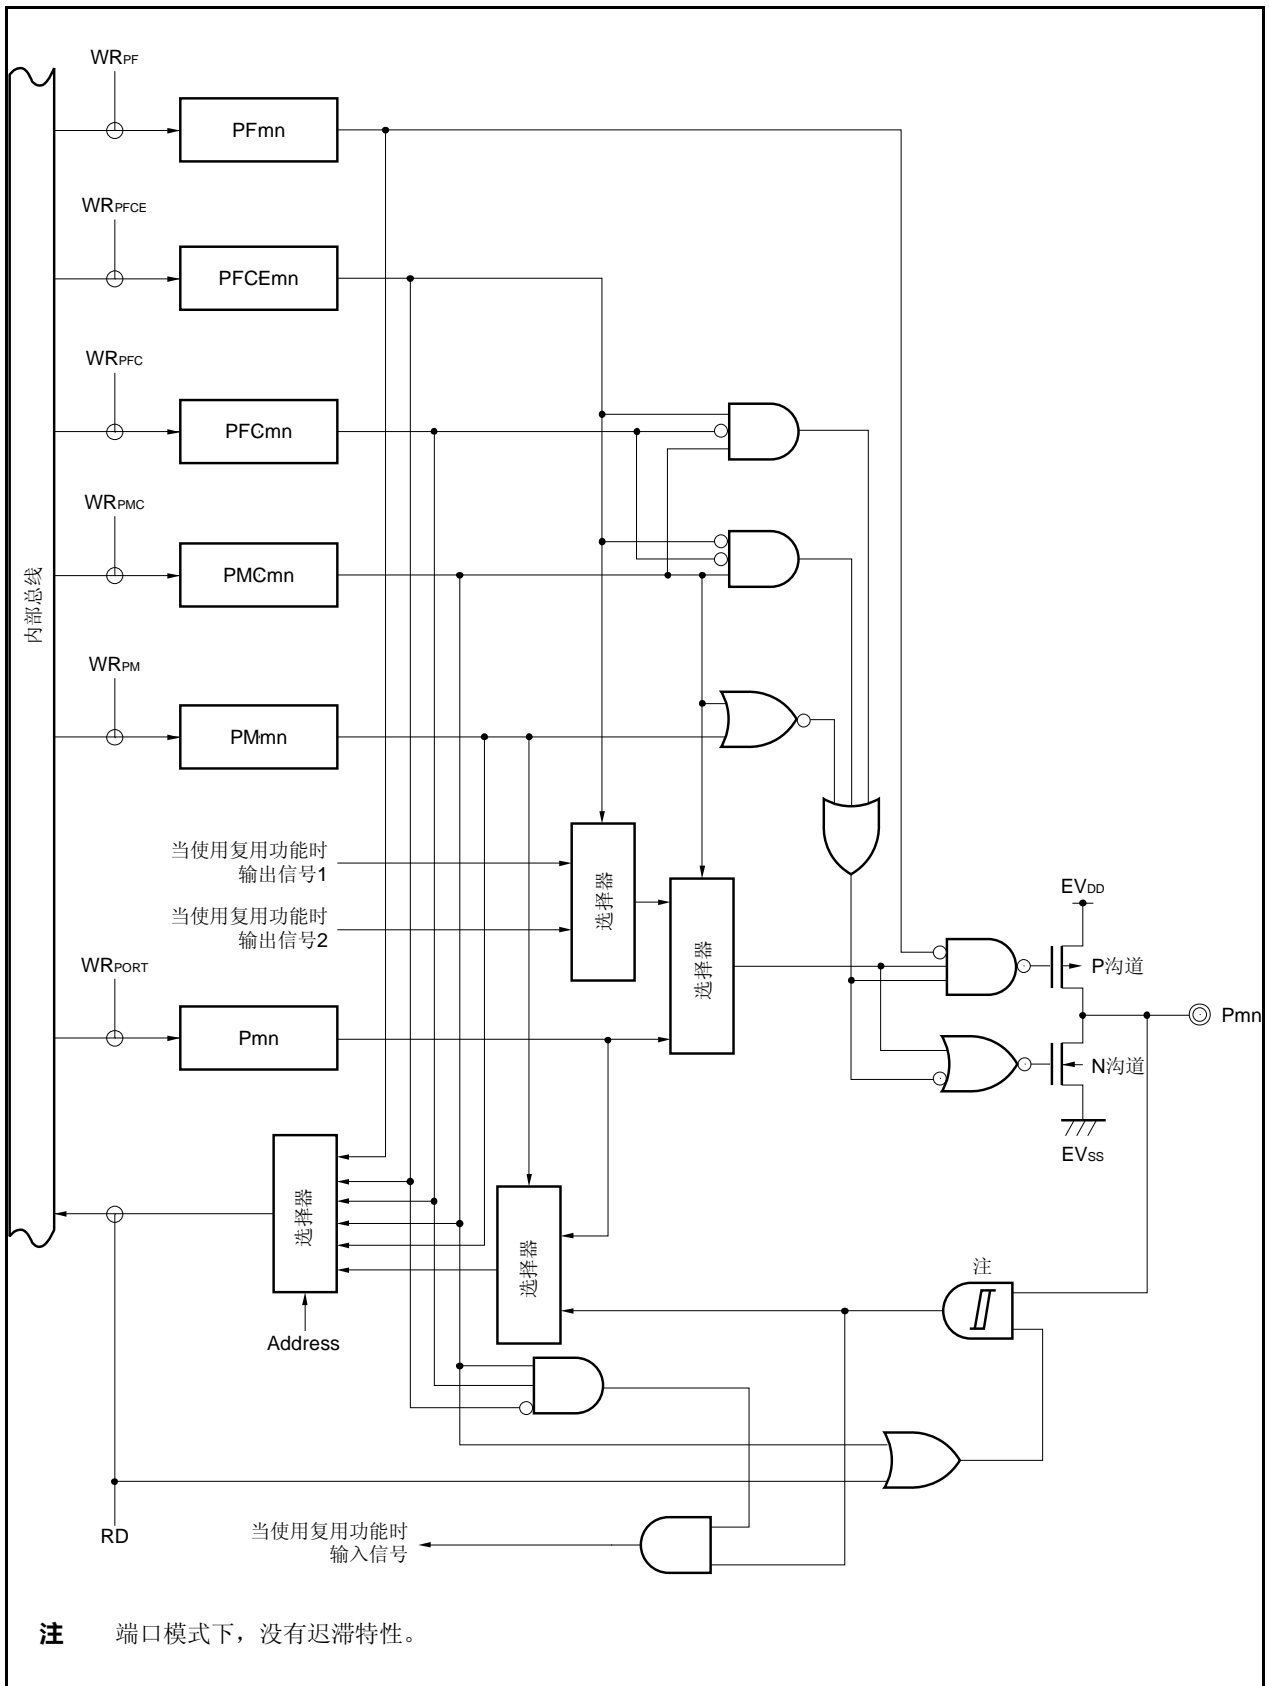 WRPF
PFmn
WRPFCE
PFCEmn
WRPFC
PFCmn
WRPMC
PMCmn
内部总线
WRPM
PMmn
当使用复用功能时
输出信号1
当使用复用功能时
输出信号2
选择器
选择器
EVDD
P沟道
WRPORT
Pmn
Pmn
N沟道
EVSS
选择器
选择器
注
Address
RD
当使用复用功能时
输入信号
注 端口模式下，没有迟滞特性。